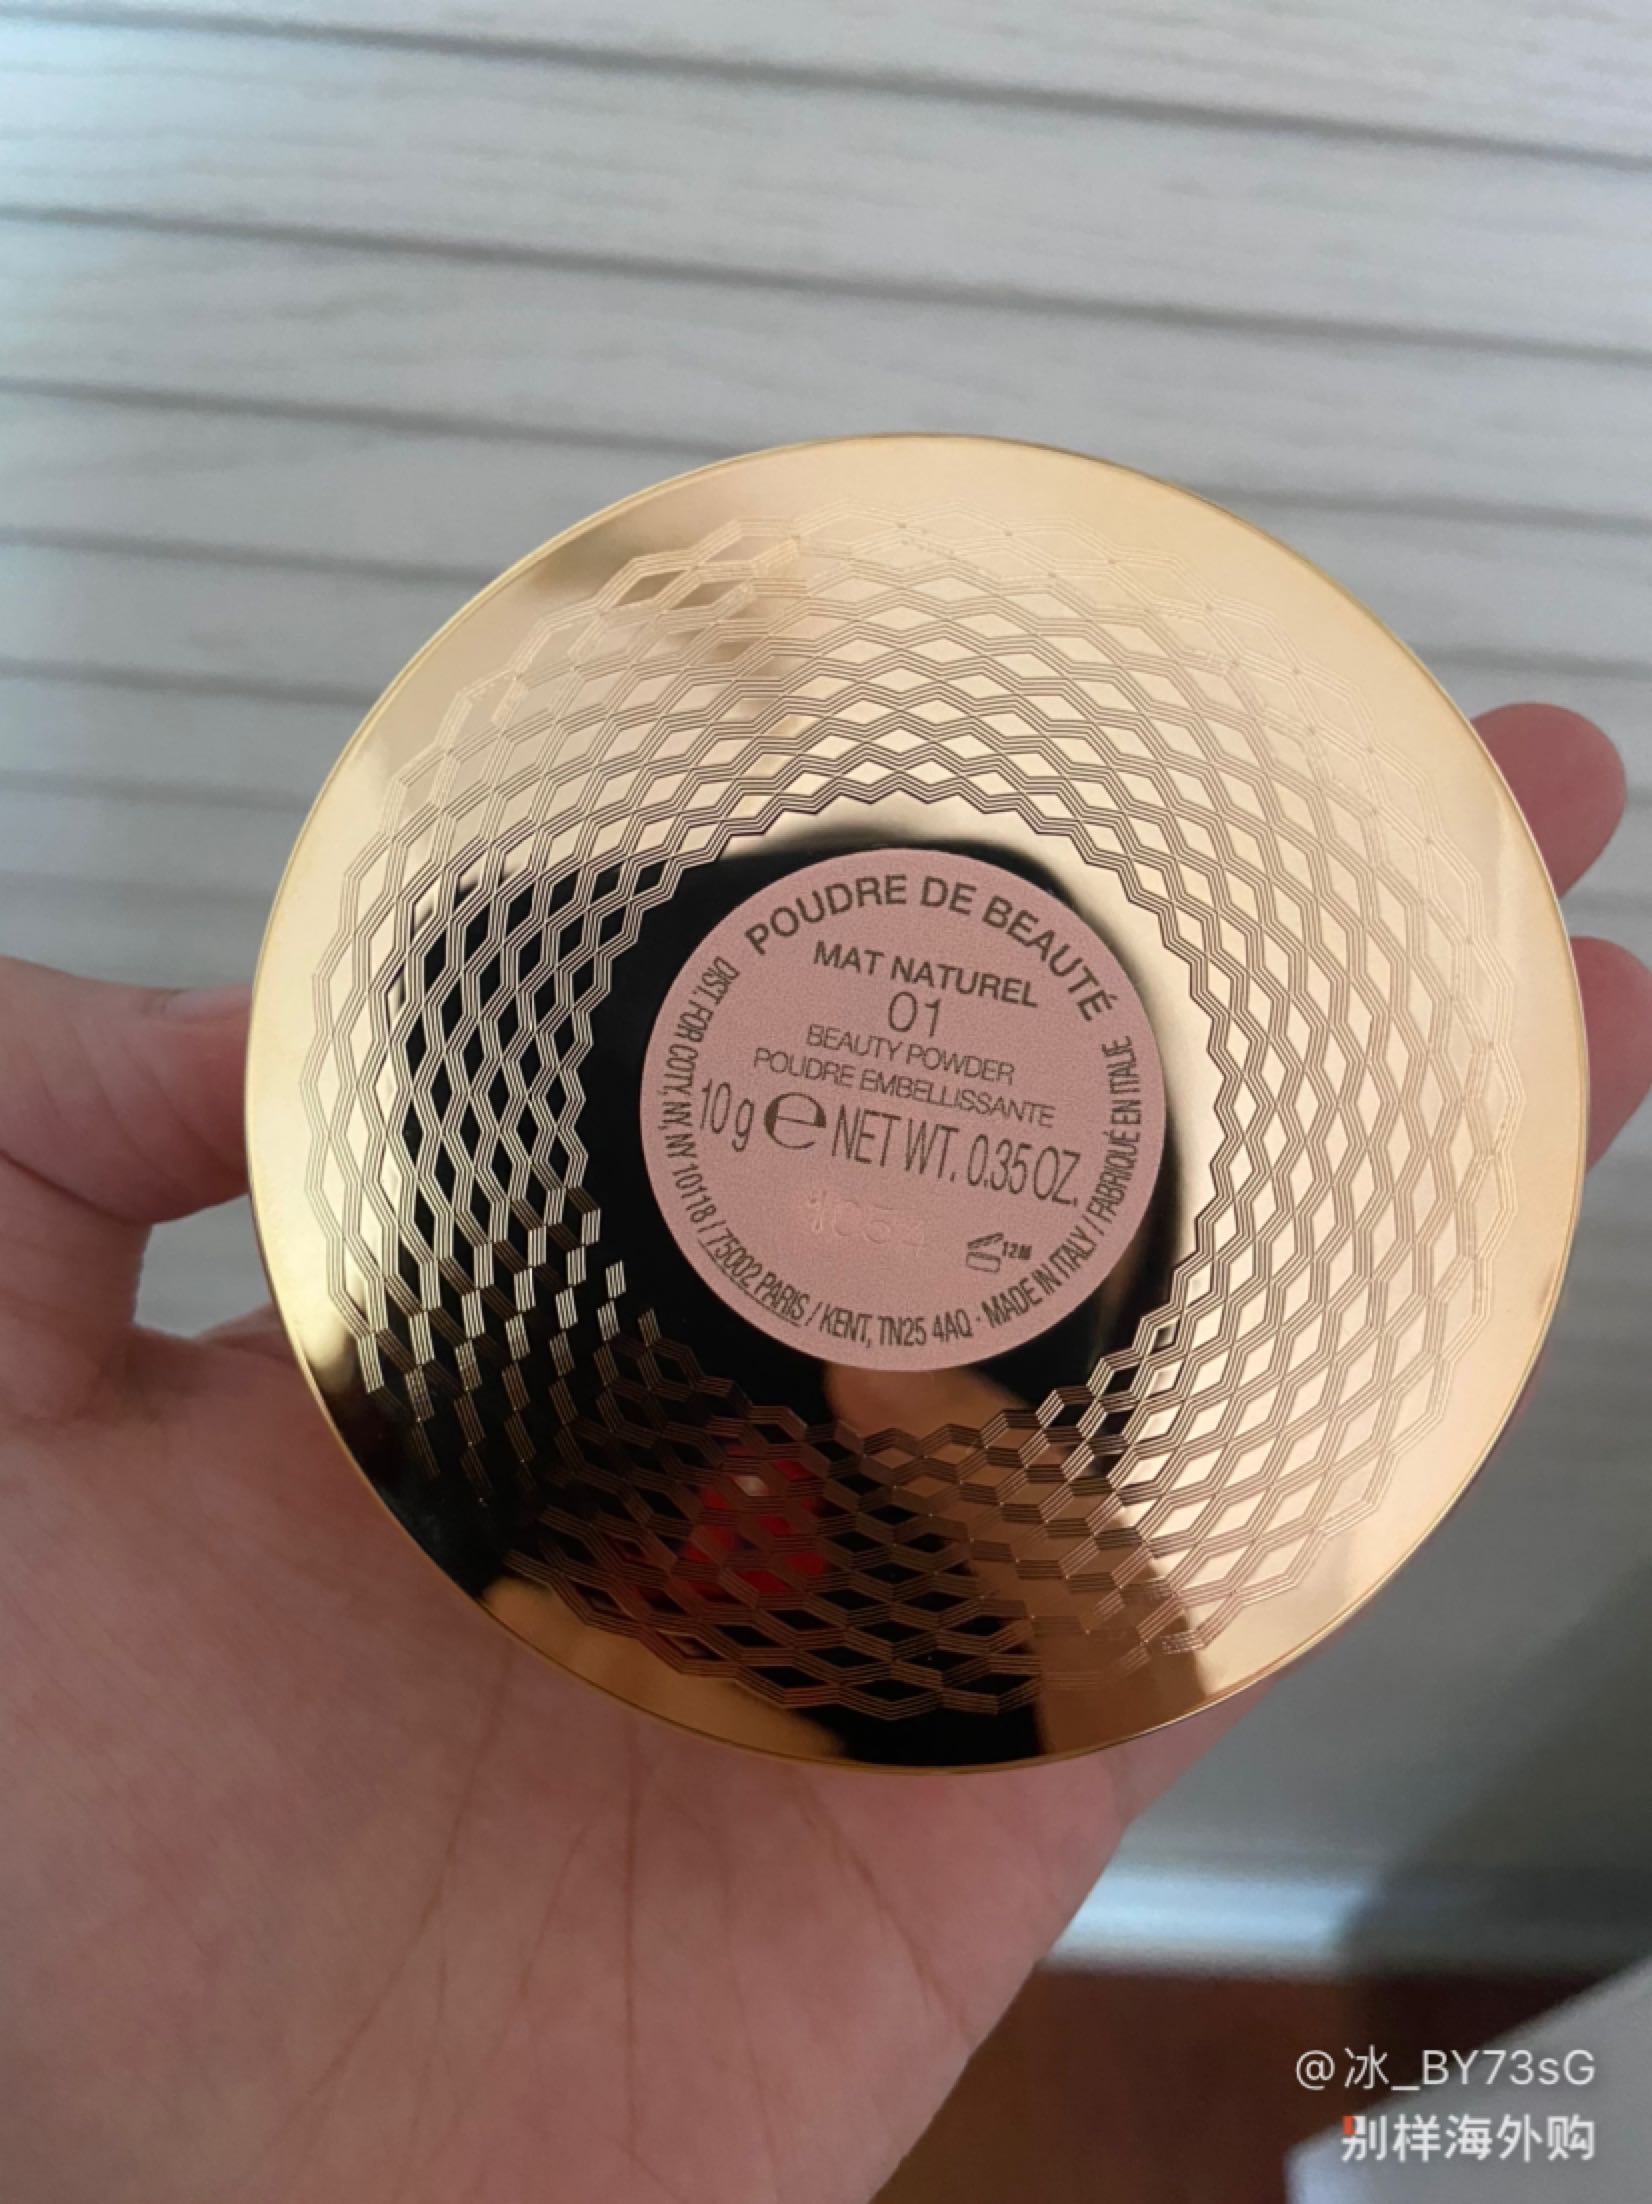 POUDRE DE BEAUTÉ
MAT NATUREL
01
BEAUTY POWDER
POUDRE EMBELLISSANTE
10 g e NET WT. 0.35 OZ.
12M
DIST. FOR COTY, NY, NY 10118 / 75002 PARIS / KENT, TN25 4AQ · MADE IN ITALY / FABRIQUÉ EN ITALIE
@冰_BY73sG
别样海外购